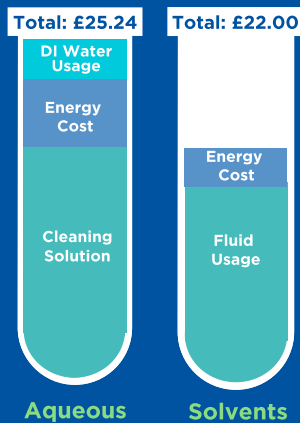 Total: £25.24
DI Water
Usage
Energy
Cost
Cleaning
Solution
Aqueous
Total: £22.00
Energy
Cost
Fluid
Usage
Solvents